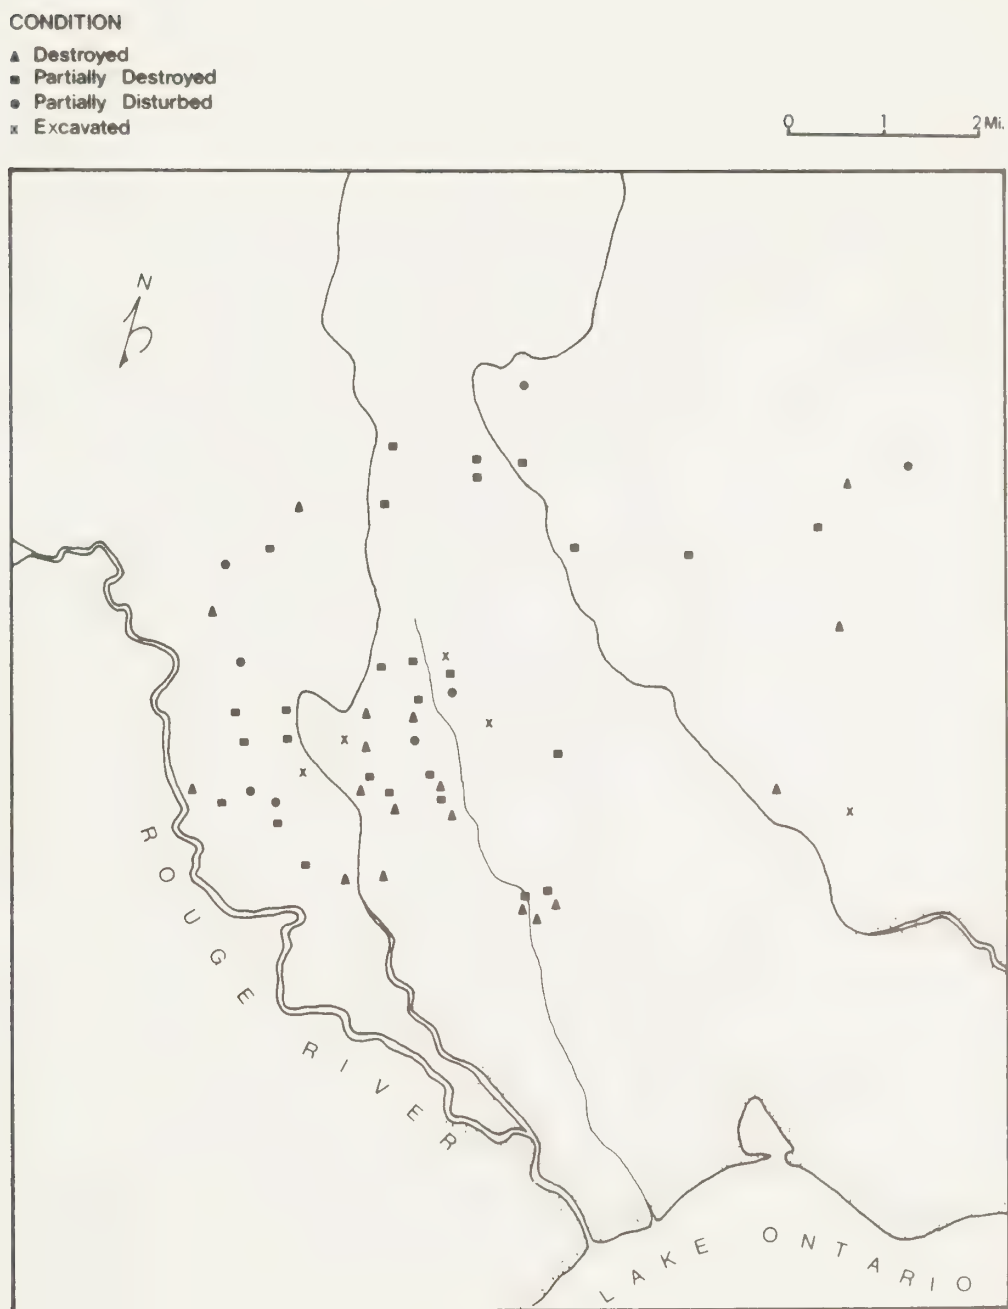 CONDITION
▲ Destroyed
■ Partially Destroyed
● Partially Disturbed
x Excavated
0 1 2 Mi.
N
ROUGE RIVER
LAKE ONTARIO